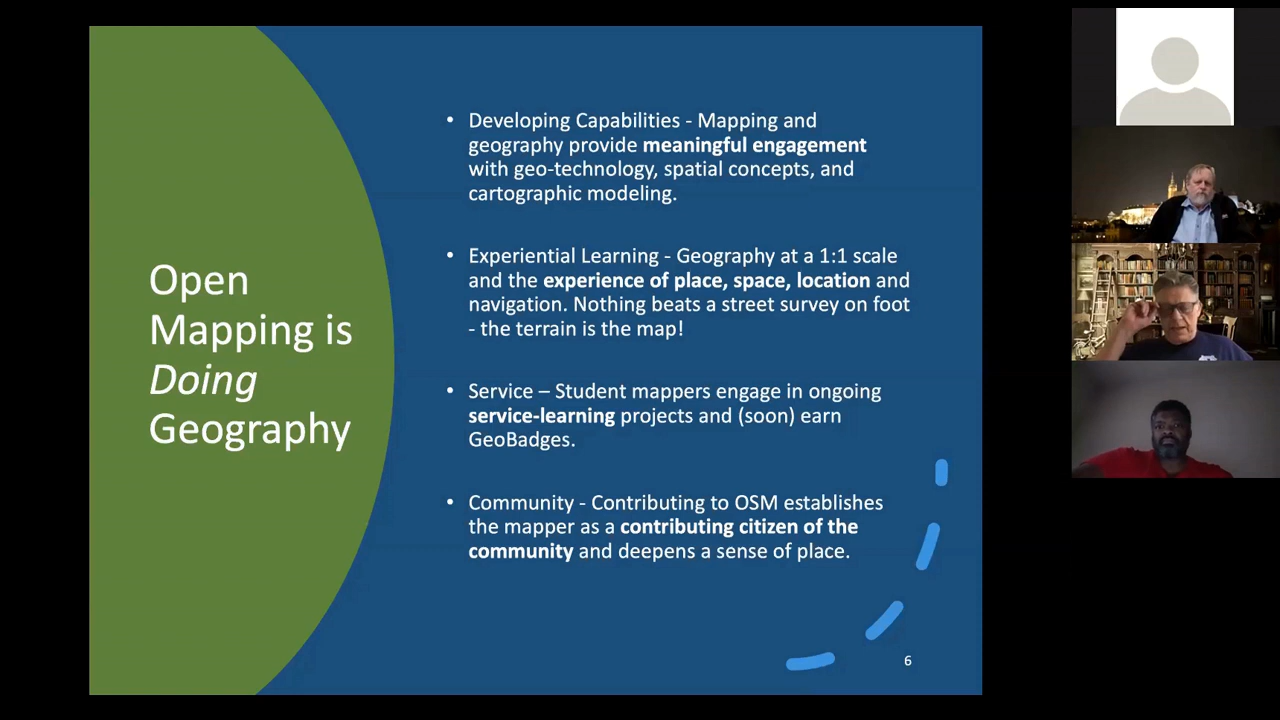 Open
Mapping is
Doing
Geography
• Developing Capabilities - Mapping and
geography provide meaningful engagement
with geo-technology, spatial concepts, and
cartographic modeling.
• Experiential Learning - Geography at a 1:1 scale
and the experience of place, space, location and
navigation. Nothing beats a street survey on foot
- the terrain is the map!
• Service – Student mappers engage in ongoing
service-learning projects and (soon) earn
GeoBadges.
• Community - Contributing to OSM establishes
the mapper as a contributing citizen of the
community and deepens a sense of place.
6